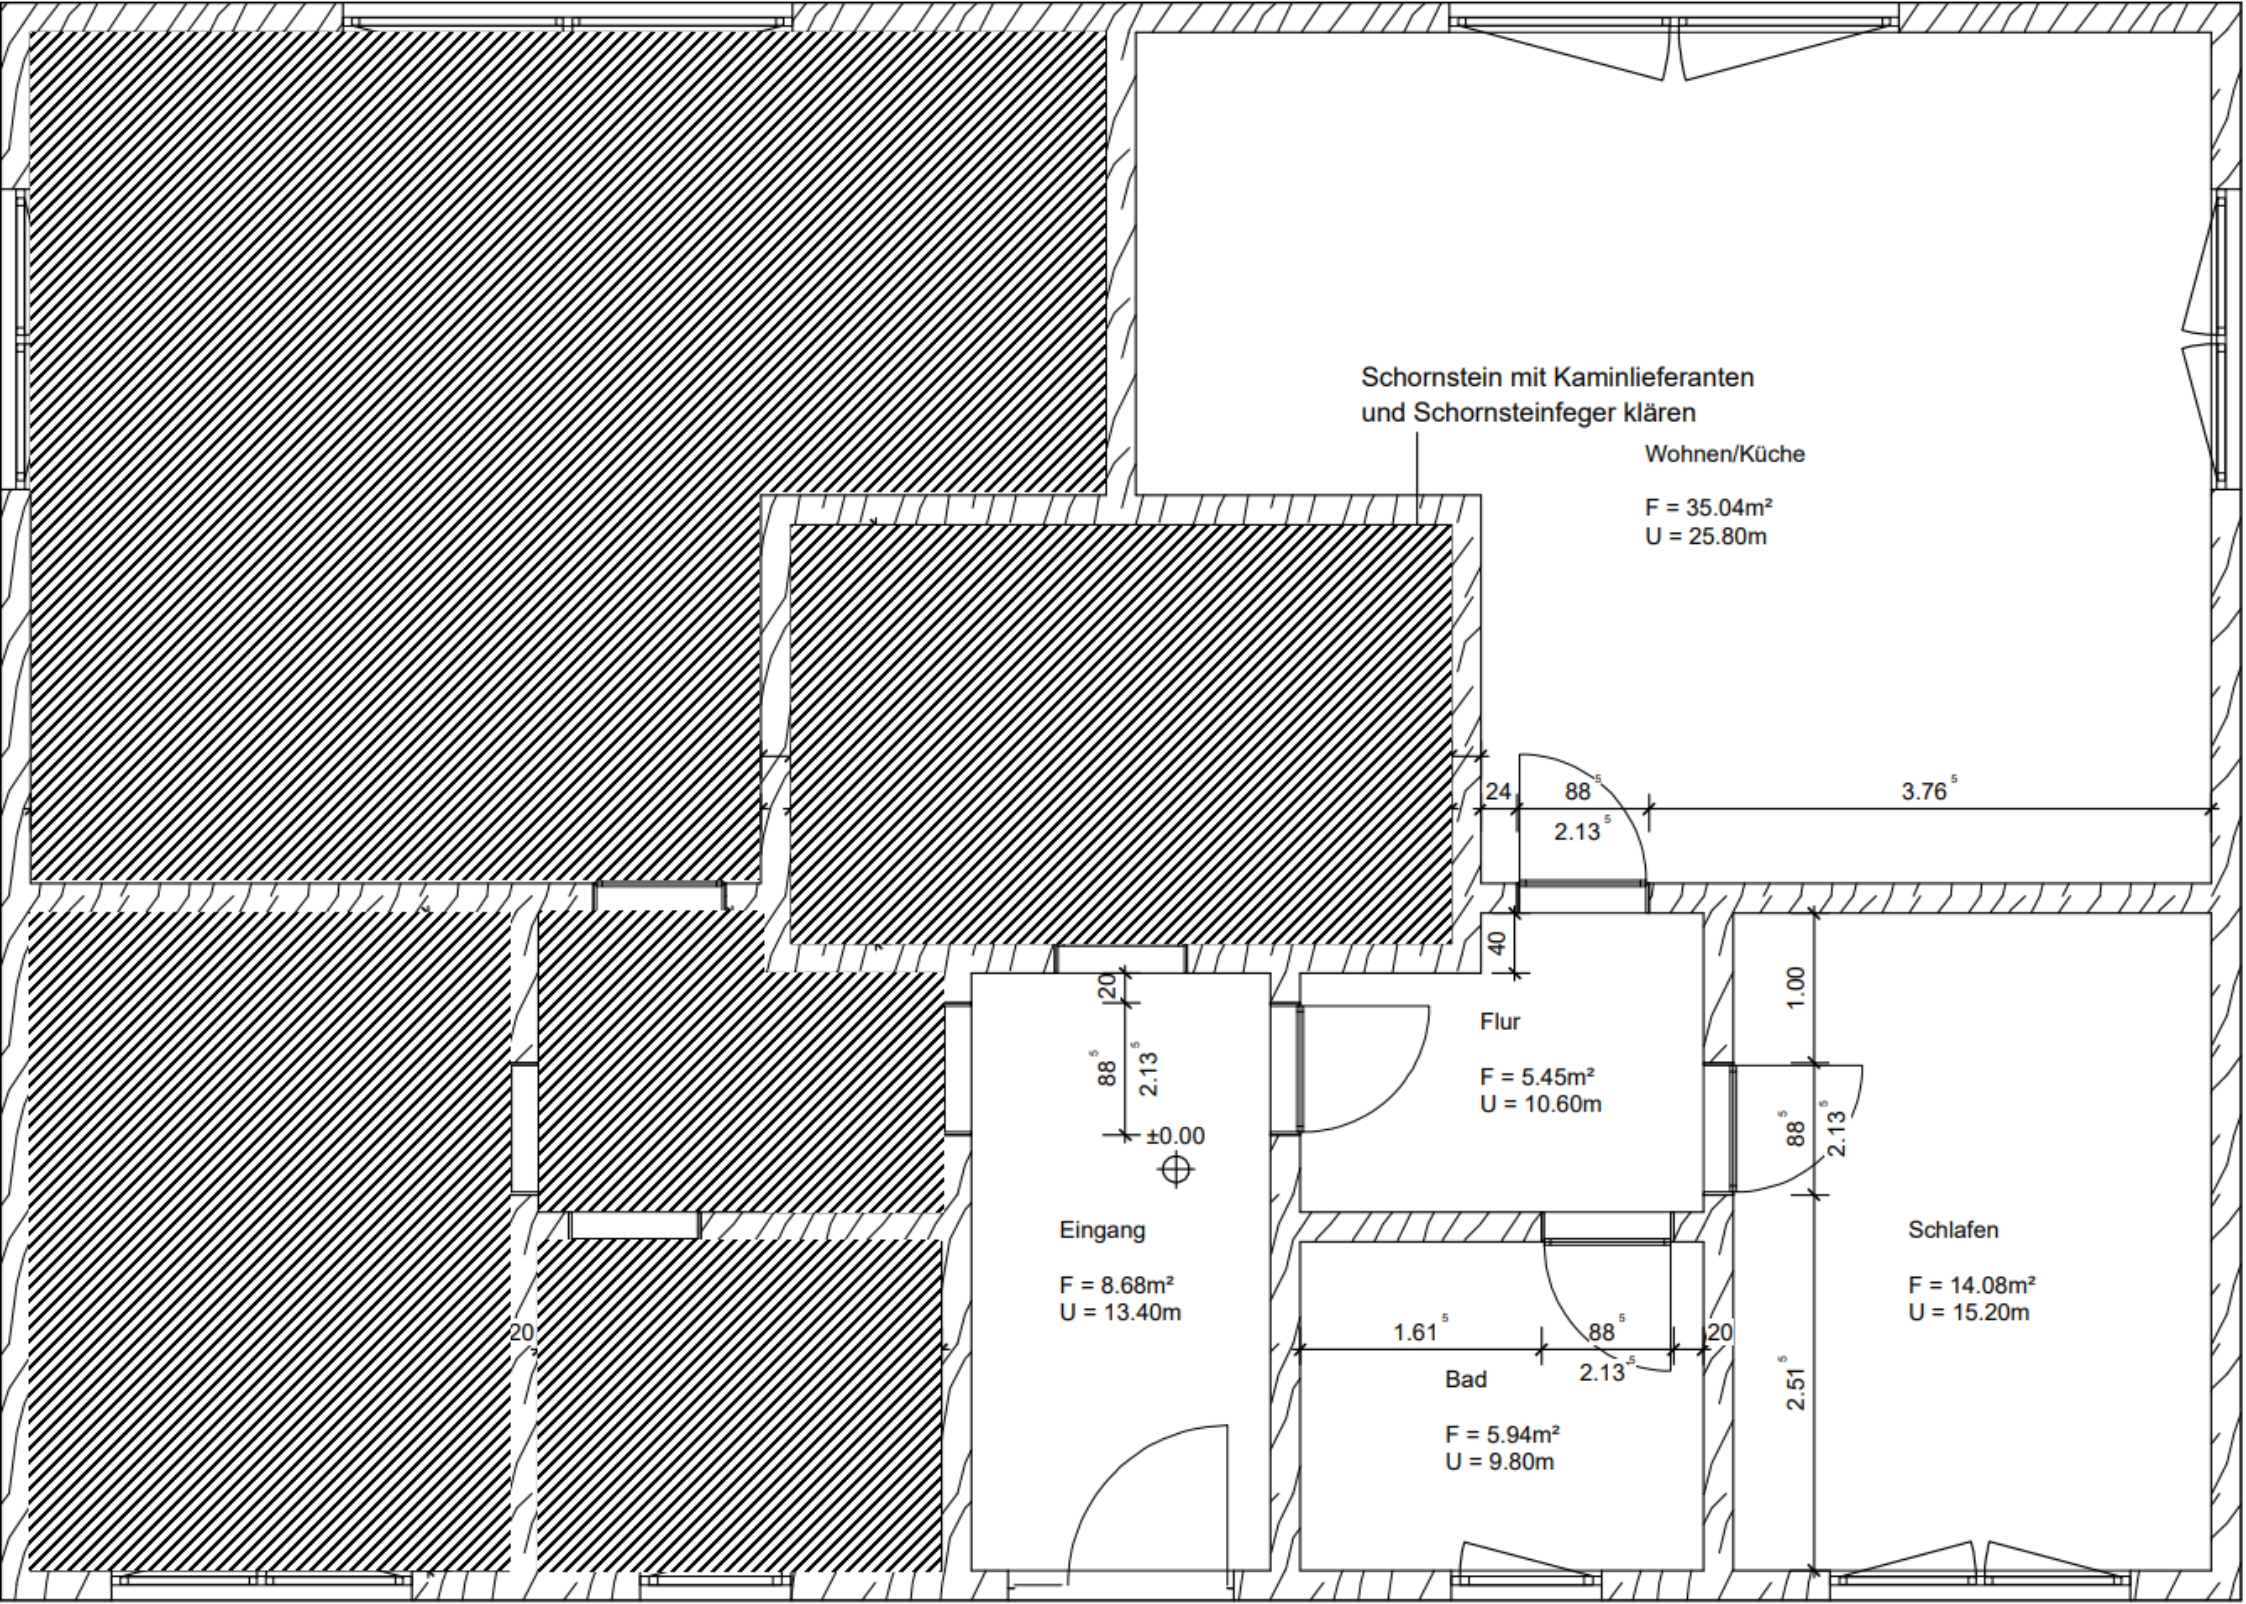 Schornstein mit Kaminlieferanten
und Schornsteinfeger klären
Wohnen/Küche
F = 35.04m²
U = 25.80m
24
88⁵
3.76⁵
2.13⁵
40
20
88⁵
2.13⁵
±0.00
Flur
F = 5.45m²
U = 10.60m
1.00
88⁵
2.13⁵
Eingang
F = 8.68m²
U = 13.40m
Schlafen
F = 14.08m²
U = 15.20m
20
1.61⁵
88⁵
20
2.13⁵
2.51⁵
Bad
F = 5.94m²
U = 9.80m